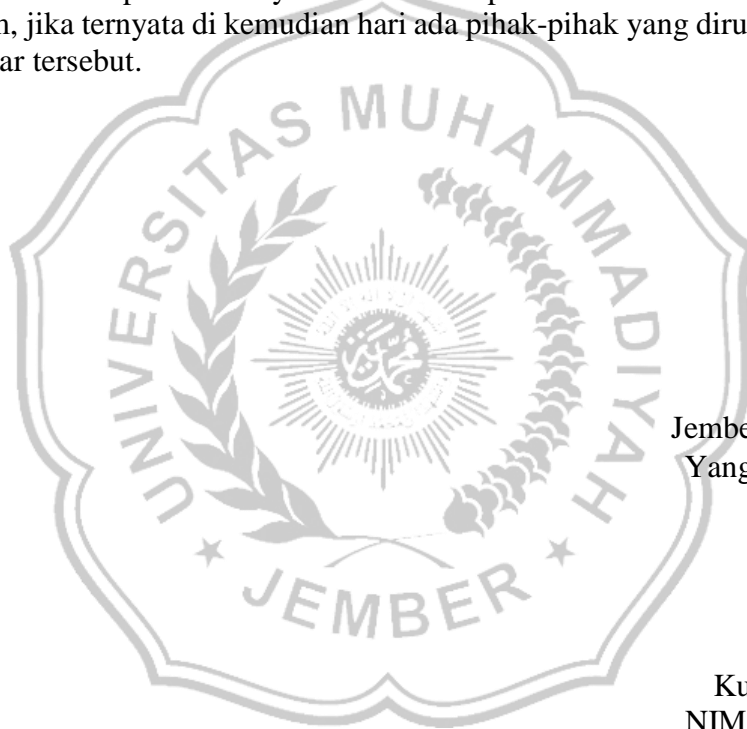 , jika ternyata di kemudian hari ada pihak-pihak yang diru
ar tersebut.
UNIVERSITAS MUHAMMADIYAH
JEMBER
Jembe
Yang
Ku
NIM